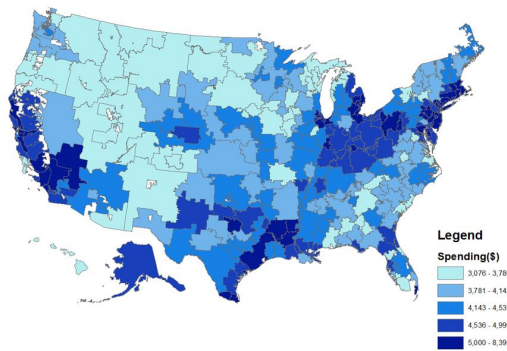 Legend
Spending($)
3,076 - 3,78
3,781 - 4,14
4,143 - 4,53
4,536 - 4,99
5,000 - 8,39